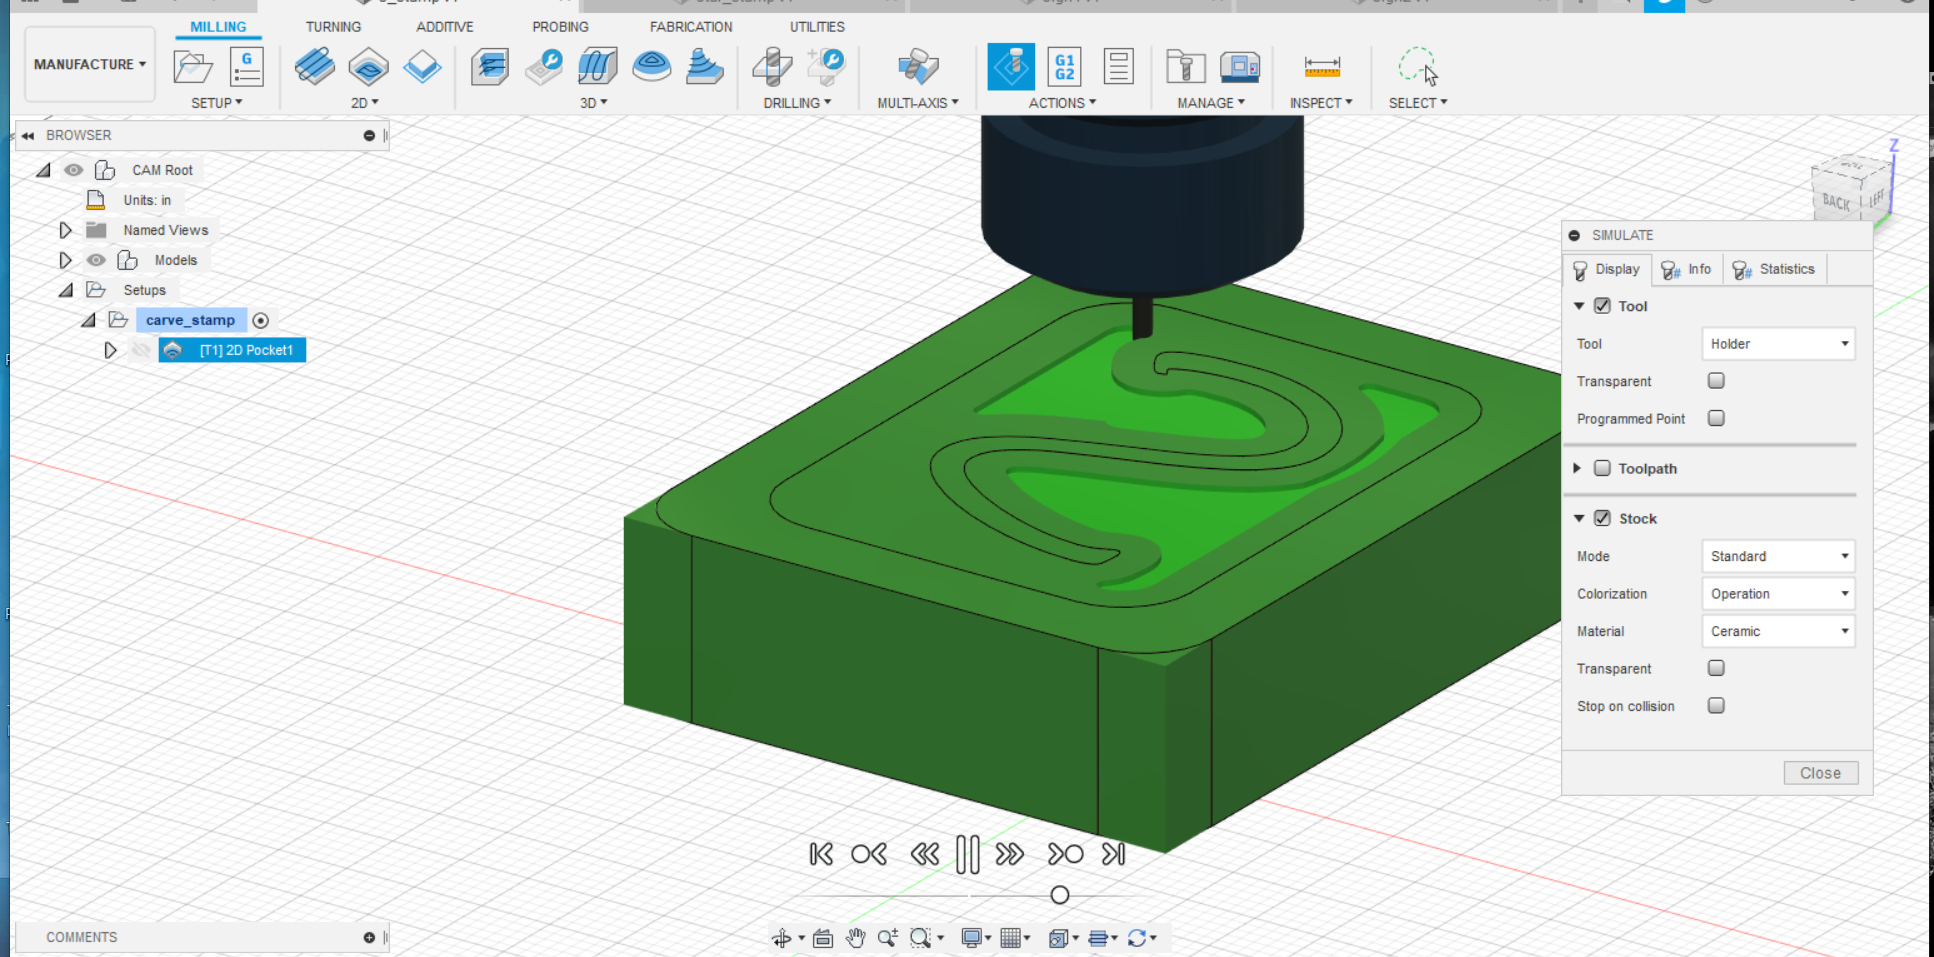 MILLING TURNING ADDITIVE PROBING FABRICATION UTILITIES
MANUFACTURE
G
G1
G2
SETUP 2D 3D DRILLING MULTI-AXIS ACTIONS MANAGE INSPECT SELECT
BROWSER
CAM Root
Units: in
Named Views
Models
Setups
carve_stamp
[T1] 2D Pocket1
Z
BACK LEFT
SIMULATE
Display Info Statistics
Tool
Tool Holder
Transparent
Programmed Point
Toolpath
Stock
Mode Standard
Colorization Operation
Material Ceramic
Transparent
Stop on collision
Close
COMMENTS